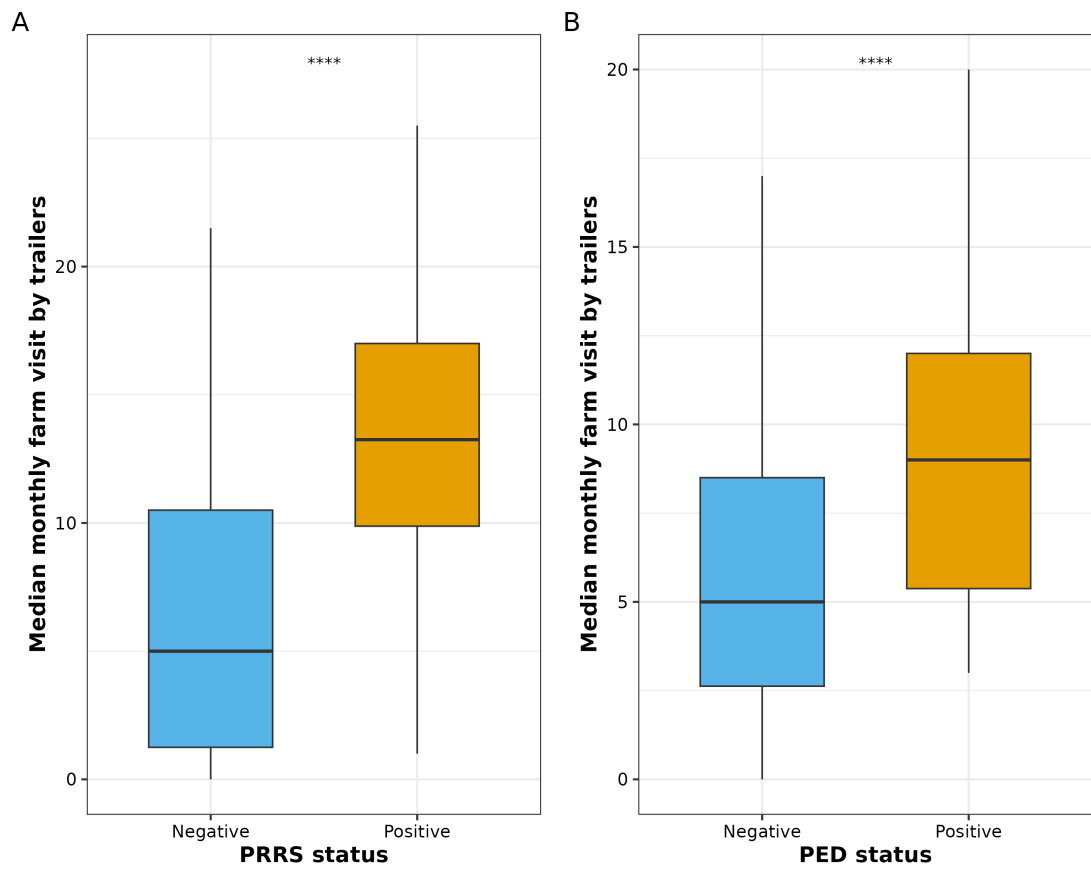 A
****
Median monthly farm visit by trailers
20
10
0
Negative
Positive
PRRS status
B
****
Median monthly farm visit by trailers
20
15
10
5
0
Negative
Positive
PED status